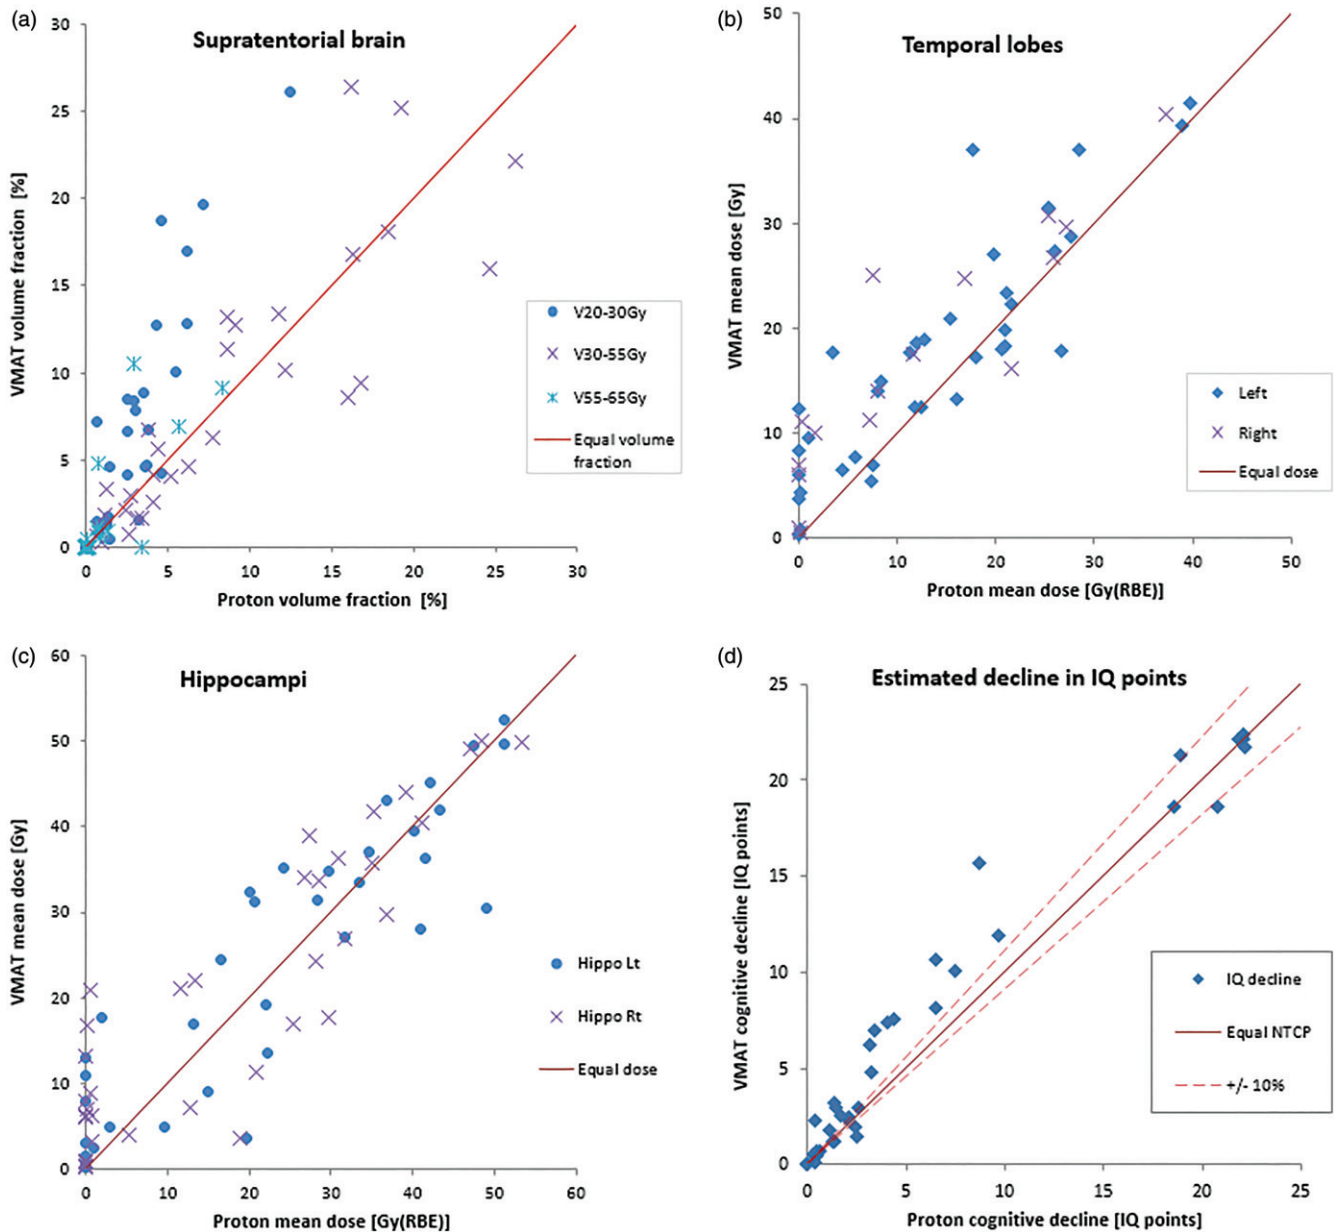 (a)
Supratentorial brain
30
25
20
15
10
5
0
VMAT volume fraction [%]
0 5 10 15 20 25 30
Proton volume fraction [%]
V20-30Gy
V30-55Gy
V55-65Gy
Equal volume
fraction
(b)
Temporal lobes
50
40
30
20
10
0
VMAT mean dose [Gy]
10 20 30 40 50
0
Proton mean dose [Gy(RBE)]
Left
Right
Equal dose
(c)
Hippocampi
60
50
40
30
20
10
0
VMAT mean dose [Gy]
0 10 20 30 40 50 60
Proton mean dose [Gy(RBE)]
Hippo Lt
Hippo Rt
Equal dose
(d)
Estimated decline in IQ points
25
20
15
10
5
0
VMAT cognitive decline [IQ points]
0 5 10 15 20 25
Proton cognitive decline [IQ points]
IQ decline
Equal NTCP
+/- 10%